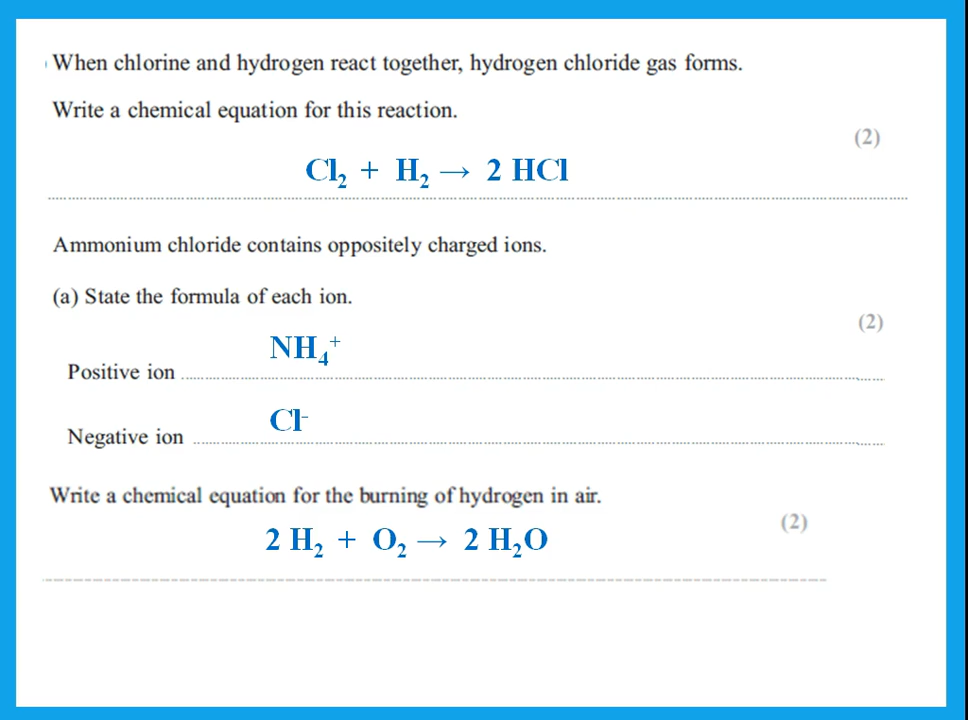 When chlorine and hydrogen react together, hydrogen chloride gas forms.
Write a chemical equation for this reaction.
(2)
Cl₂ + H₂ → 2 HCl
Ammonium chloride contains oppositely charged ions.
(a) State the formula of each ion.
(2)
NH₄⁺
Positive ion
Cl⁻
Negative ion
Write a chemical equation for the burning of hydrogen in air.
(2)
2 H₂ + O₂ → 2 H₂O